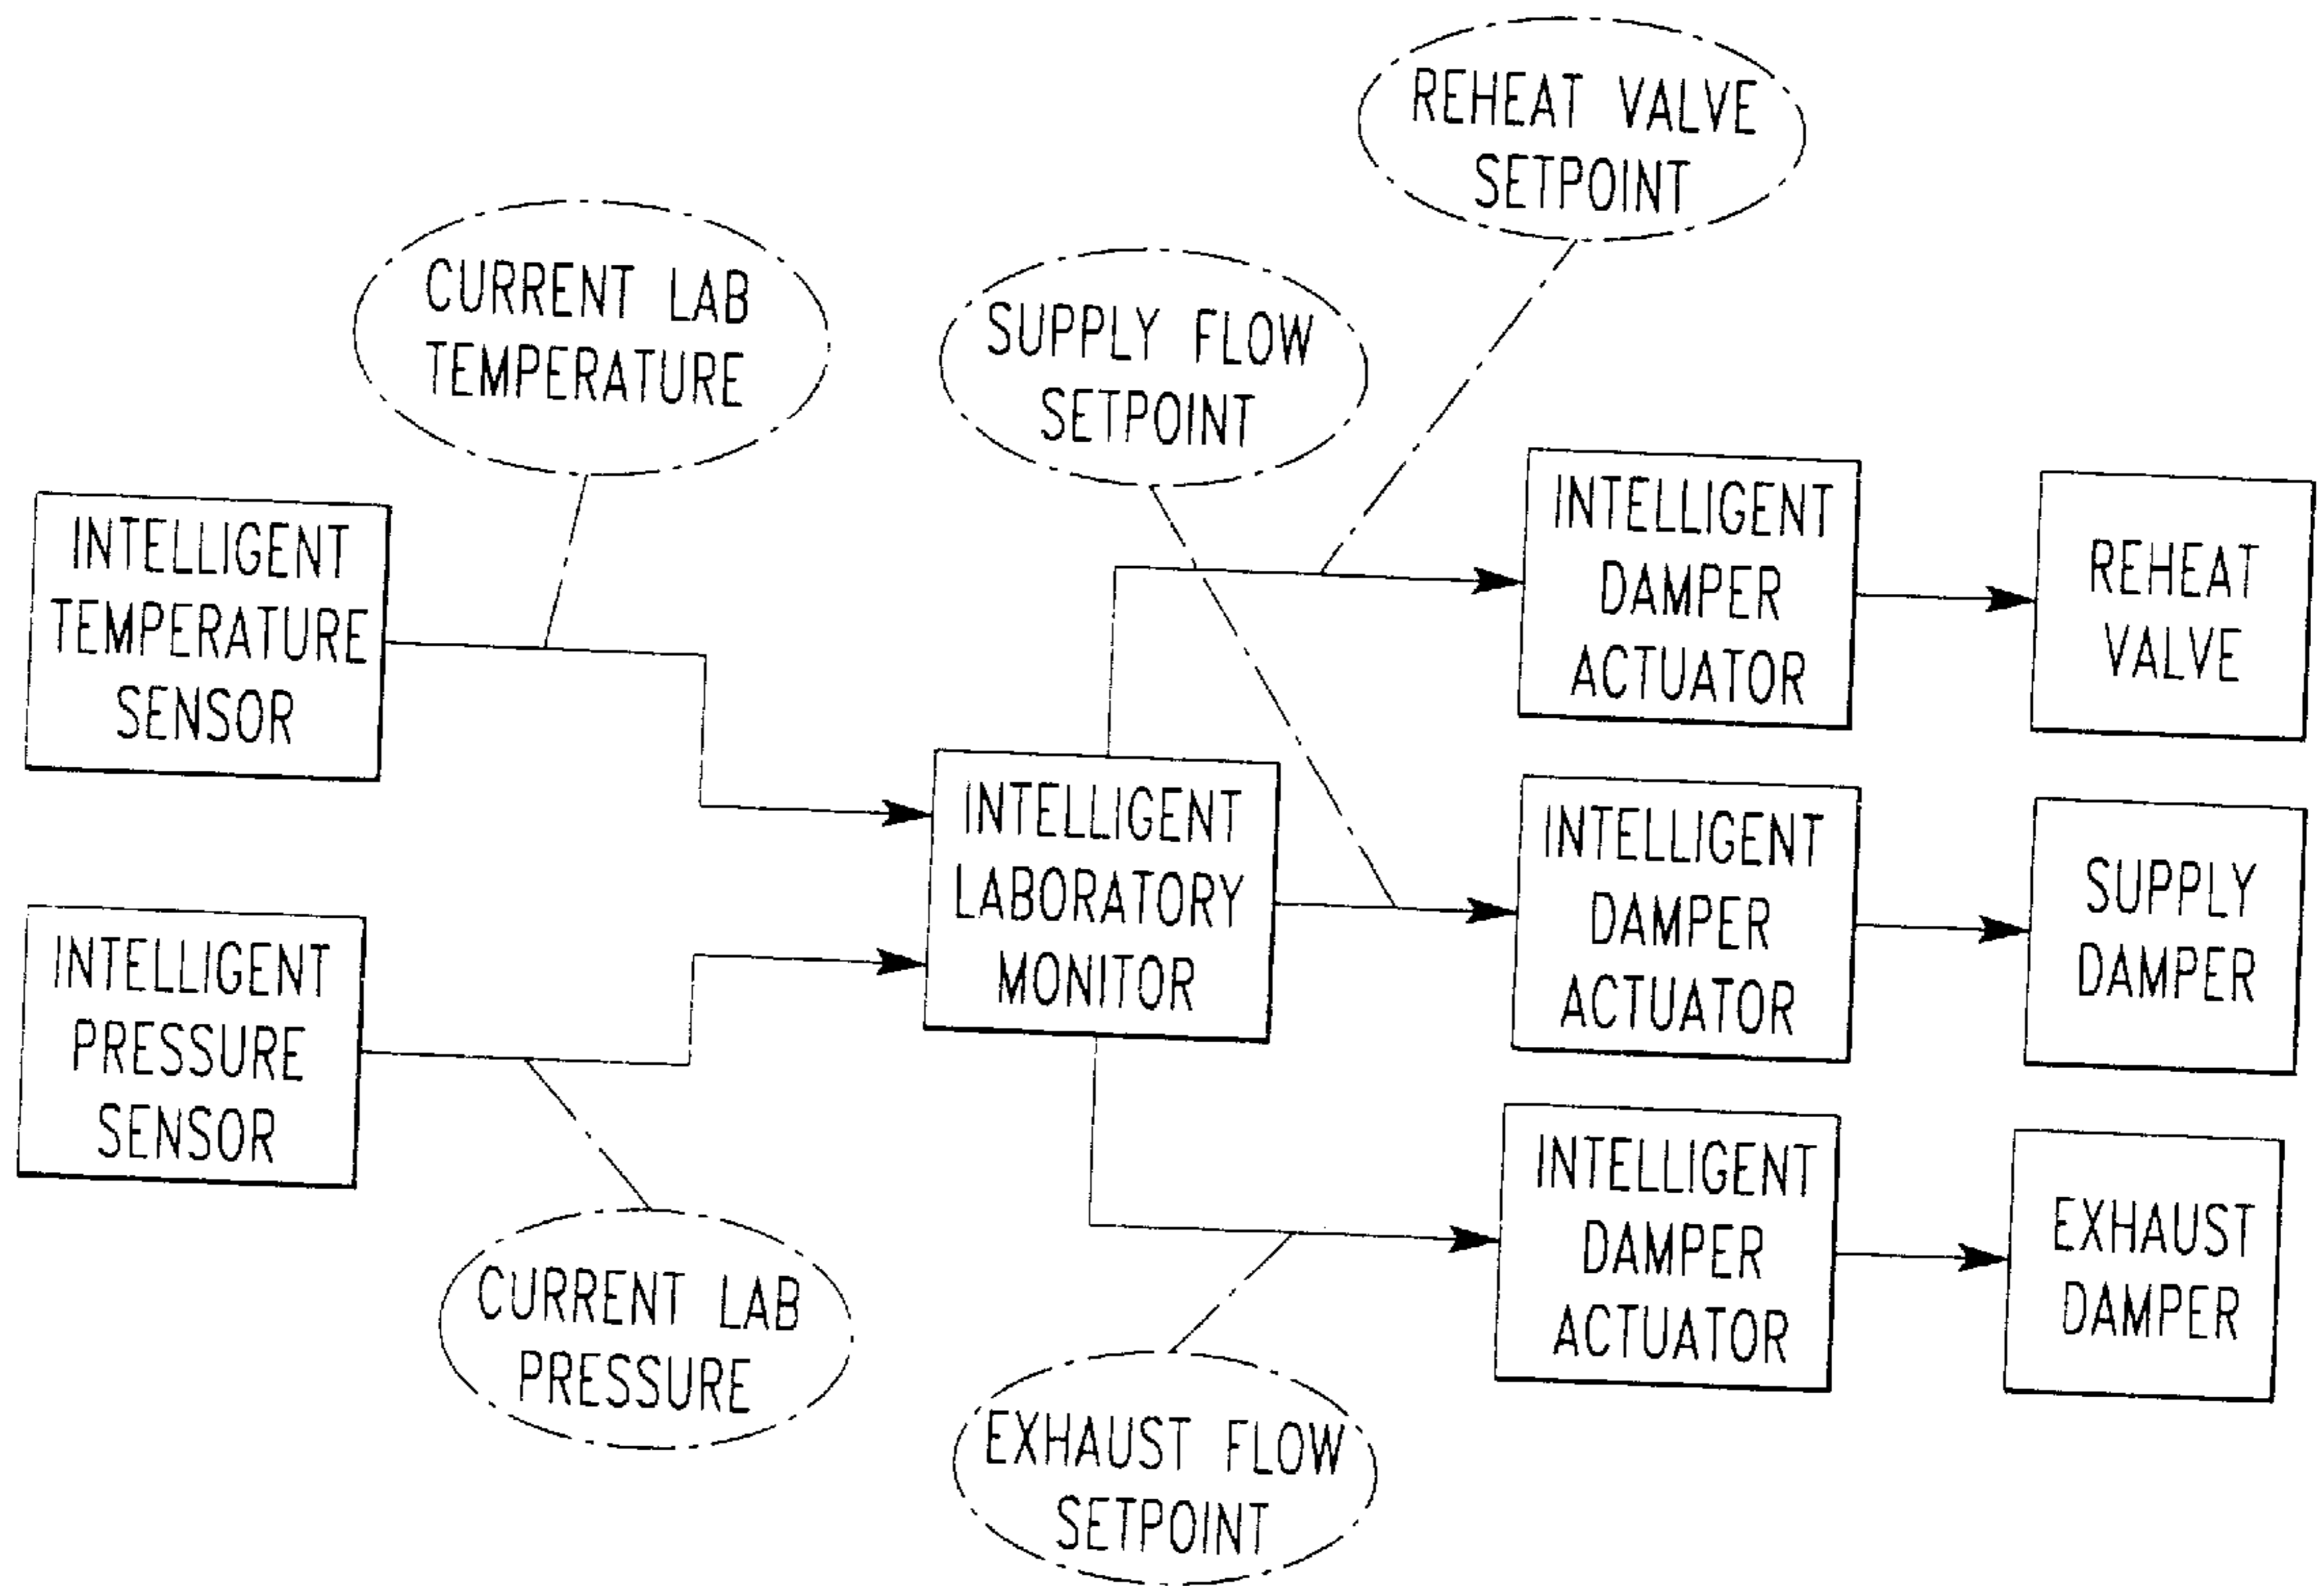 REHEAT VALVE
SETPOINT
CURRENT LAB
TEMPERATURE
SUPPLY FLOW
SETPOINT
INTELLIGENT
TEMPERATURE
SENSOR
INTELLIGENT
DAMPER
ACTUATOR
REHEAT
VALVE
INTELLIGENT
LABORATORY
MONITOR
INTELLIGENT
DAMPER
ACTUATOR
SUPPLY
DAMPER
INTELLIGENT
PRESSURE
SENSOR
INTELLIGENT
DAMPER
ACTUATOR
EXHAUST
DAMPER
CURRENT LAB
PRESSURE
EXHAUST FLOW
SETPOINT